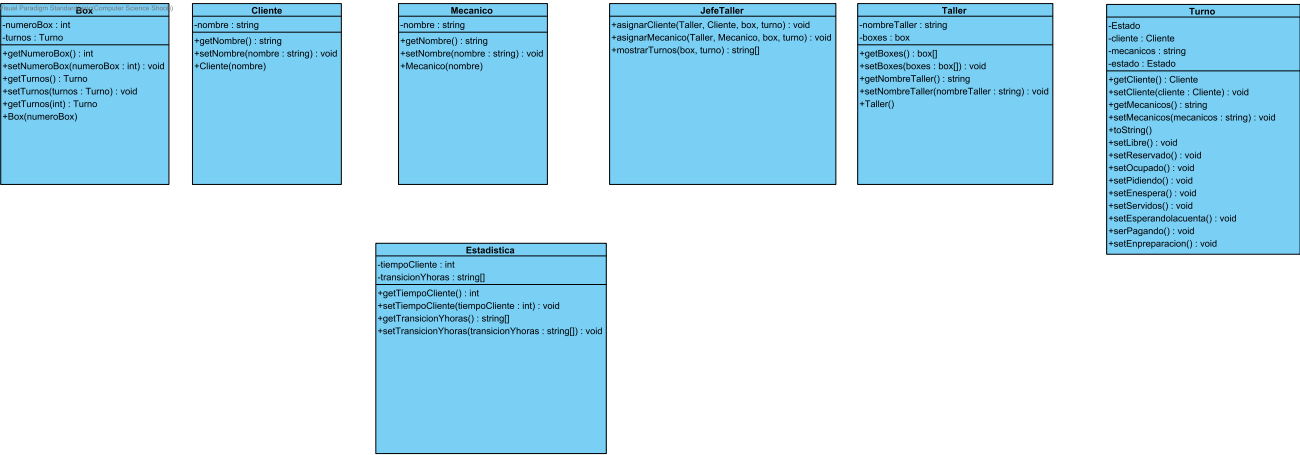 Visual Paradigm Standard (Computer Science School)
Box
-numeroBox : int
-turnos : Turno
+getNumeroBox() : int
+setNumeroBox(numeroBox : int) : void
+getTurnos() : Turno
+setTurnos(turnos : Turno) : void
+getTurnos(int) : Turno
+Box(numeroBox)
Cliente
-nombre : string
+getNombre() : string
+setNombre(nombre : string) : void
+Cliente(nombre)
Mecanico
-nombre : string
+getNombre() : string
+setNombre(nombre : string) : void
+Mecanico(nombre)
JefeTaller
+asignarCliente(Taller, Cliente, box, turno) : void
+asignarMecanico(Taller, Mecanico, box, turno) : void
+mostrarTurnos(box, turno) : string[]
Taller
-nombreTaller : string
-boxes : box
+getBoxes() : box[]
+setBoxes(boxes : box[]) : void
+getNombreTaller() : string
+setNombreTaller(nombreTaller : string) : void
+Taller()
Turno
-Estado
-cliente : Cliente
-mecanicos : string
-estado : Estado
+getCliente() : Cliente
+setCliente(cliente : Cliente) : void
+getMecanicos() : string
+setMecanicos(mecanicos : string) : void
+toString()
+setLibre() : void
+setReservado() : void
+setOcupado() : void
+setPidiendo() : void
+setEnespera() : void
+setServidos() : void
+setEsperandolacuenta() : void
+serPagando() : void
+setEnpreparacion() : void
Estadistica
-tiempoCliente : int
-transicionYhoras : string[]
+getTiempoCliente() : int
+setTiempoCliente(tiempoCliente : int) : void
+getTransicionYhoras() : string[]
+setTransicionYhoras(transicionYhoras : string[]) : void